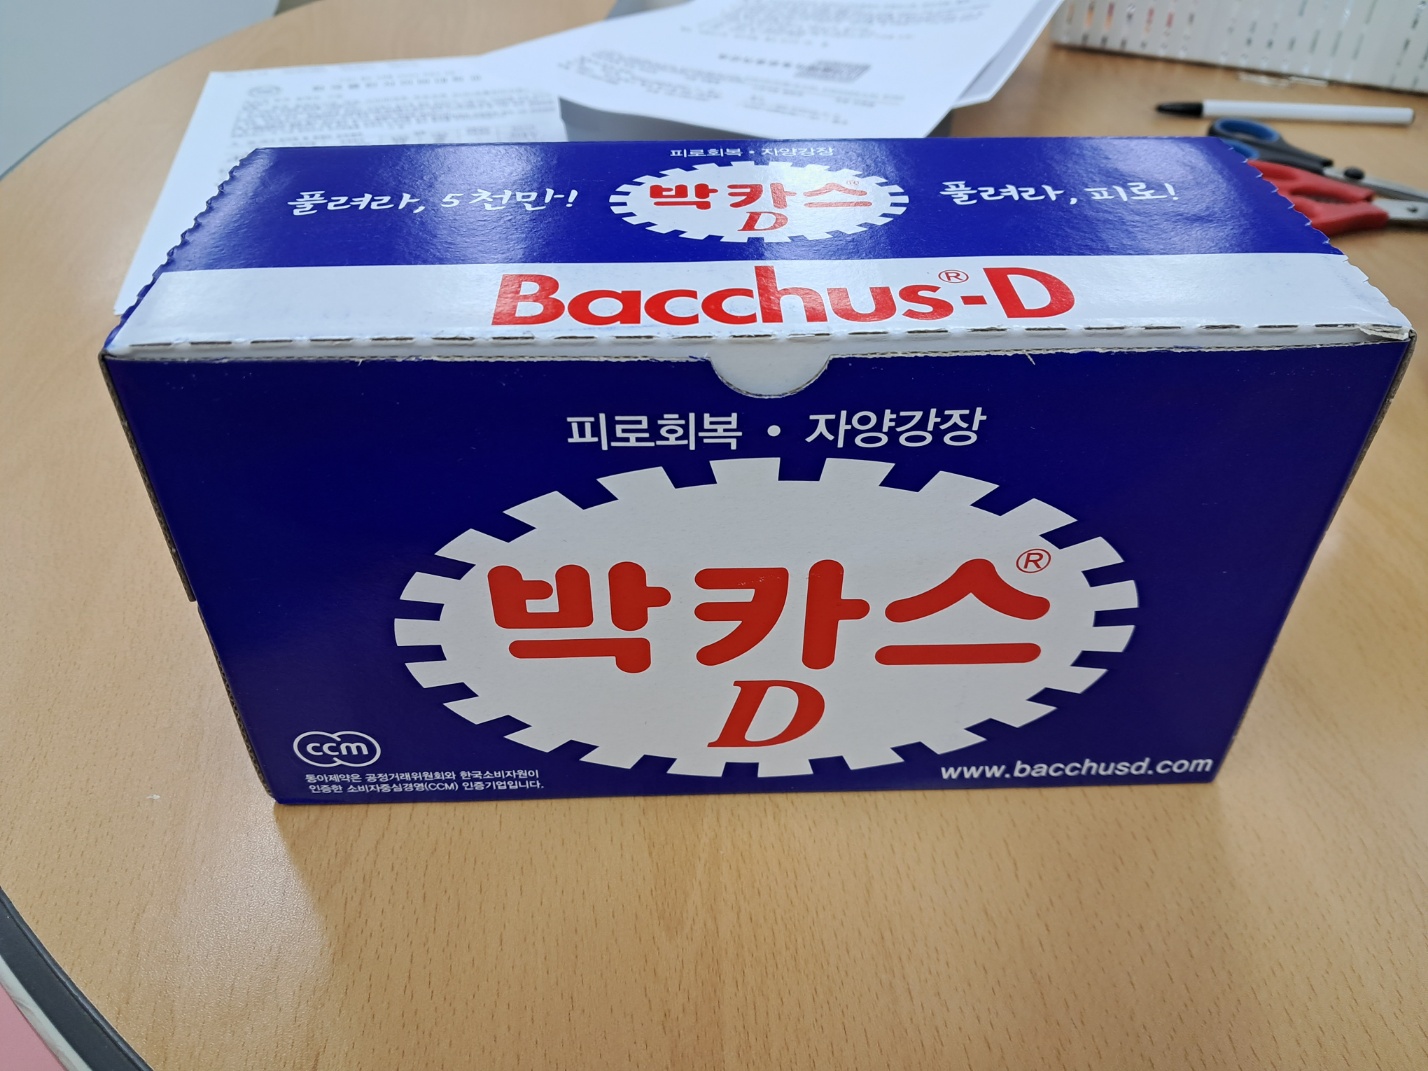 피로회복 • 자양강장
풀려라, 5천만!
박카스®
D
풀려라, 피로!
Bacchus®-D
피로회복 • 자양강장
박카스®
D
ccm
동아제약은 공정거래위원회와 한국소비자원이
인증한 소비자중심경영(CCM) 인증기업입니다.
www.bacchusd.com